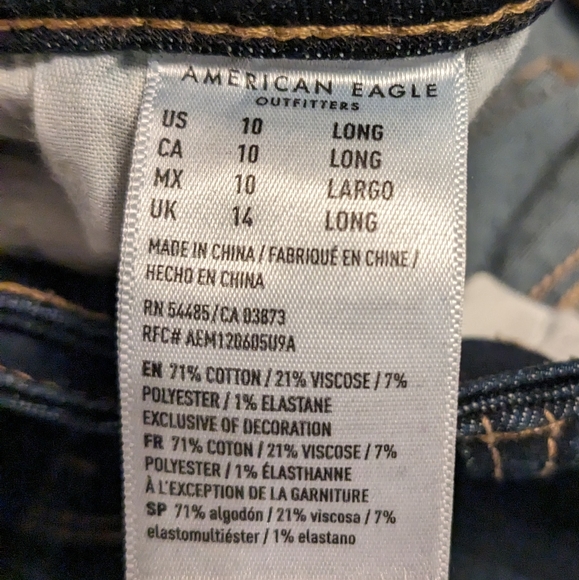 AMERICAN EAGLE
OUTFITTERS
US 10 LONG
CA 10 LONG
MX 10 LARGO
UK 14 LONG
MADE IN CHINA / FABRIQUÉ EN CHINE /
HECHO EN CHINA
RN 54485/CA 03873
RFC# AEM120605U9A
EN 71% COTTON / 21% VISCOSE / 7%
POLYESTER / 1% ELASTANE
EXCLUSIVE OF DECORATION
FR 71% COTON / 21% VISCOSE / 7%
POLYESTER / 1% ÉLASTHANNE
À L'EXCEPTION DE LA GARNITURE
SP 71% algodón / 21% viscosa / 7%
elastomultiéster / 1% elastano